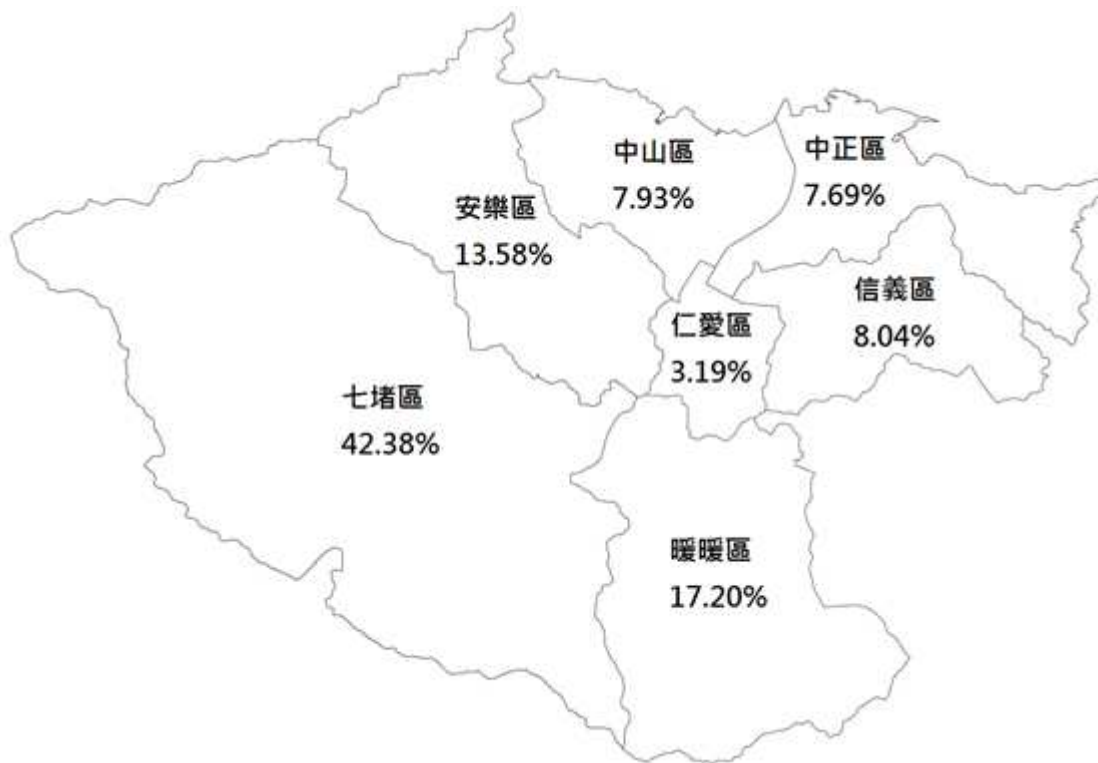 中山區
7.93%
中正區
7.69%
安樂區
13.58%
信義區
8.04%
仁愛區
3.19%
七堵區
42.38%
暖暖區
17.20%